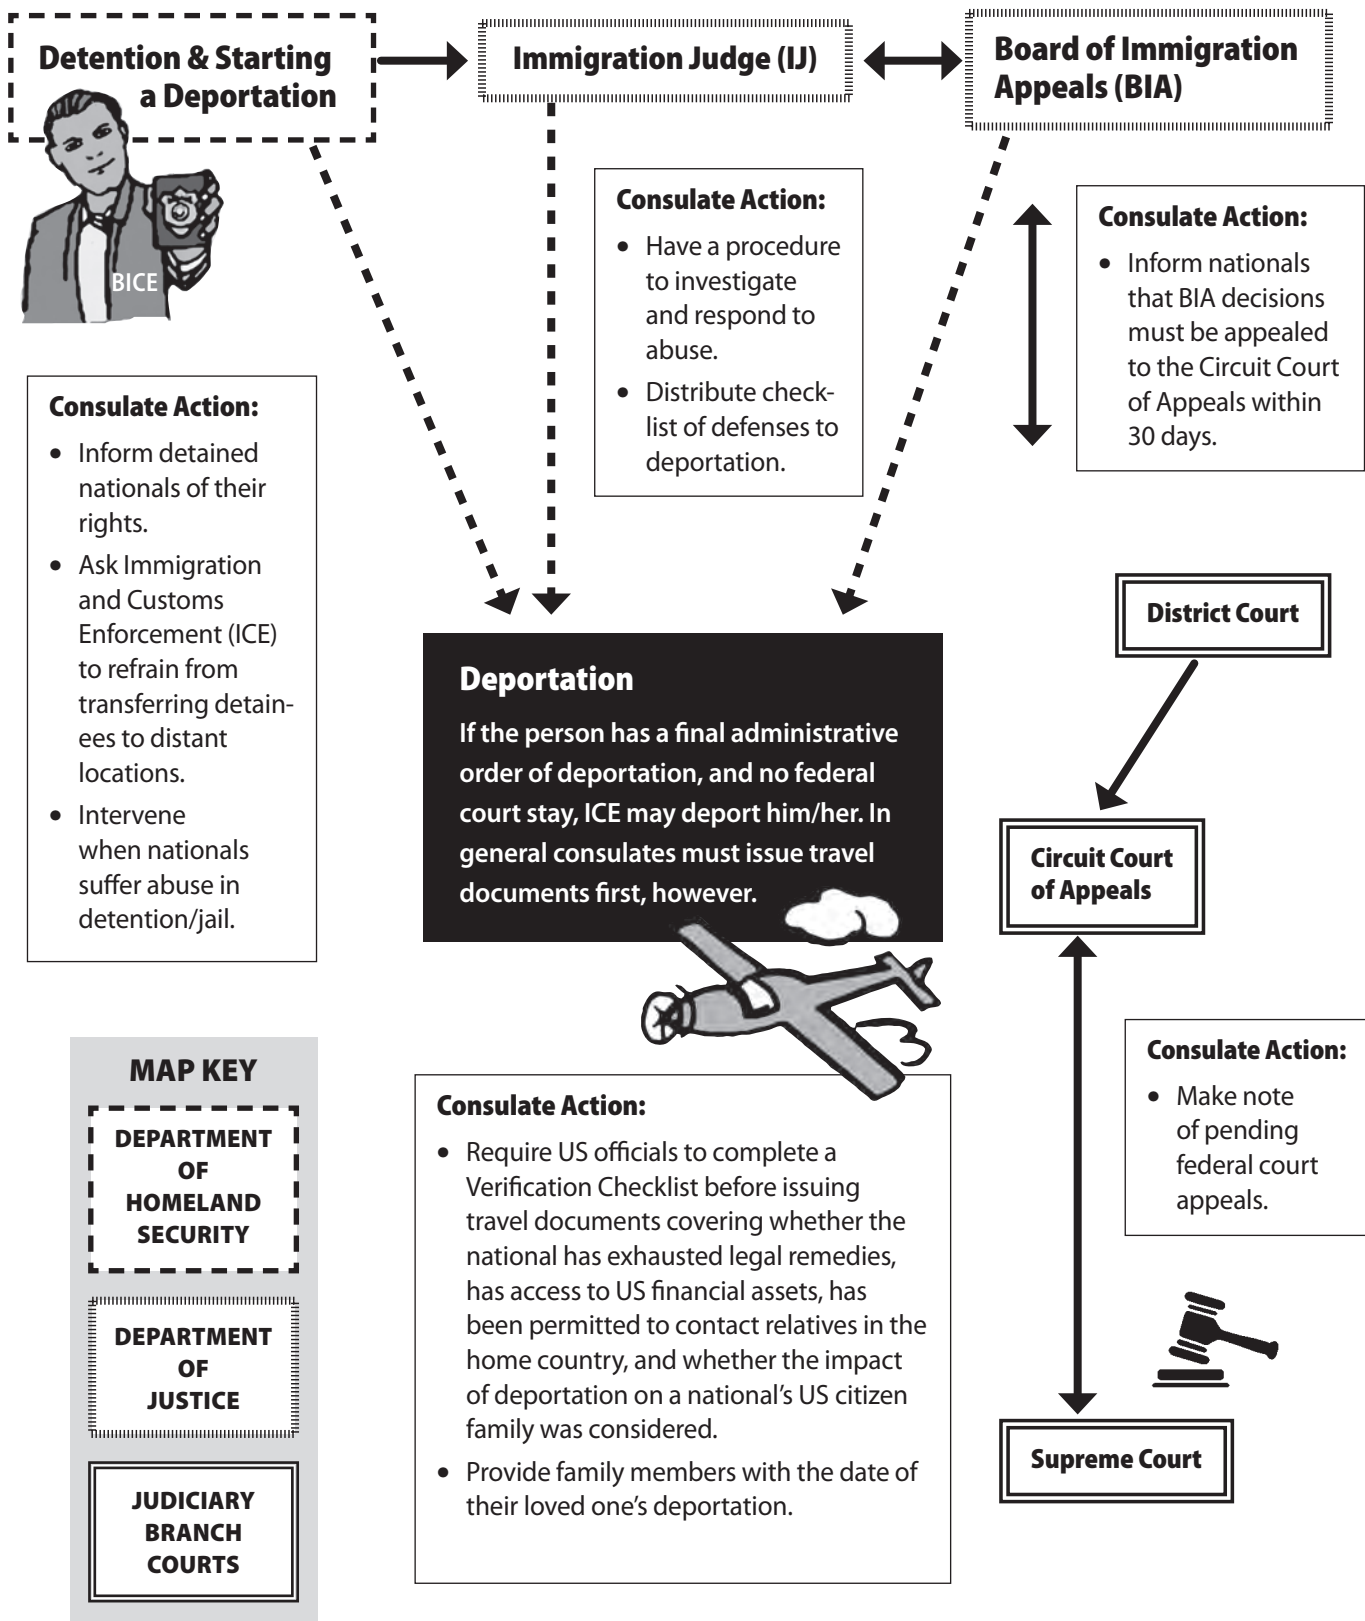 Detention & Starting
a Deportation
BICE
Immigration Judge (IJ)
Board of Immigration
Appeals (BIA)
Consulate Action:
• Inform detained
nationals of their
rights.
• Ask Immigration
and Customs
Enforcement (ICE)
to refrain from
transferring detain-
ees to distant
locations.
• Intervene
when nationals
suffer abuse in
detention/jail.
Consulate Action:
• Have a procedure
to investigate
and respond to
abuse.
• Distribute check-
list of defenses to
deportation.
Consulate Action:
• Inform nationals
that BIA decisions
must be appealed
to the Circuit Court
of Appeals within
30 days.
Deportation
If the person has a final administrative
order of deportation, and no federal
court stay, ICE may deport him/her. In
general consulates must issue travel
documents first, however.
District Court
Circuit Court
of Appeals
Consulate Action:
• Make note
of pending
federal court
appeals.
Supreme Court
Consulate Action:
• Require US officials to complete a
Verification Checklist before issuing
travel documents covering whether the
national has exhausted legal remedies,
has access to US financial assets, has
been permitted to contact relatives in the
home country, and whether the impact
of deportation on a national's US citizen
family was considered.
• Provide family members with the date of
their loved one's deportation.
MAP KEY
DEPARTMENT
OF
HOMELAND
SECURITY
DEPARTMENT
OF
JUSTICE
JUDICIARY
BRANCH
COURTS